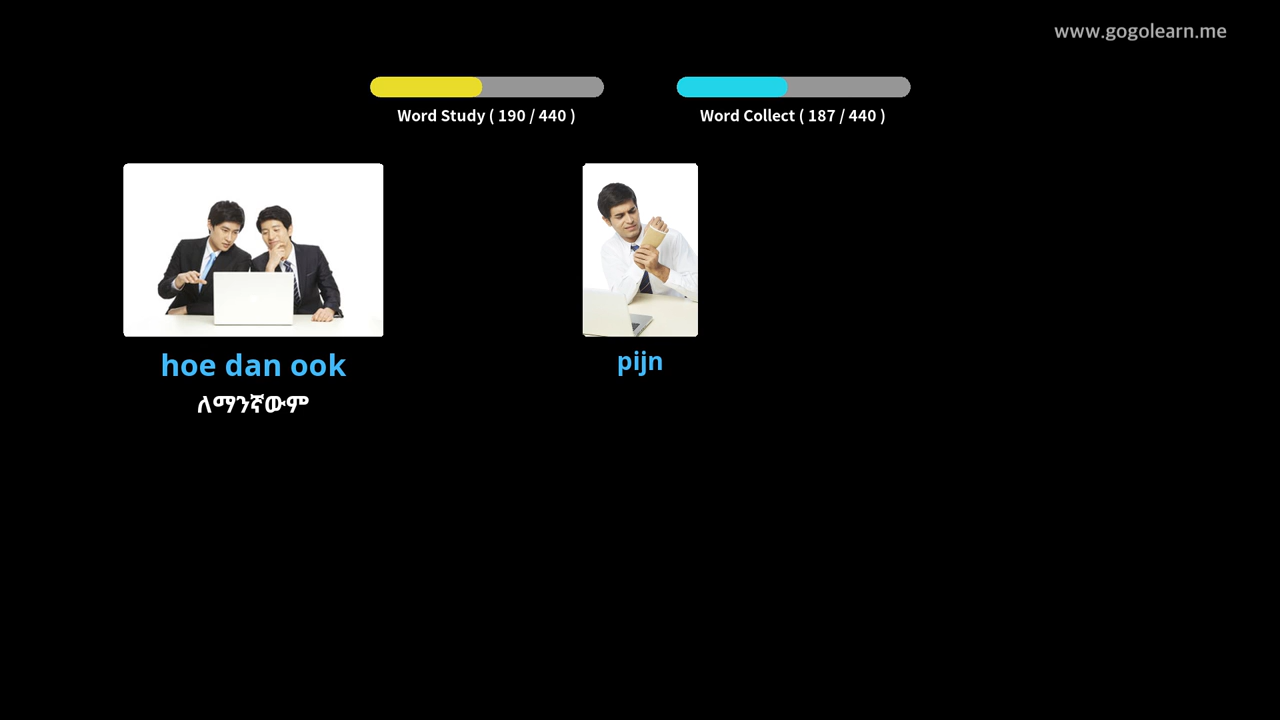 www.gogolearn.me
Word Study ( 190 / 440 )
Word Collect ( 187 / 440 )
hoe dan ook
ለማንኛውም
pijn